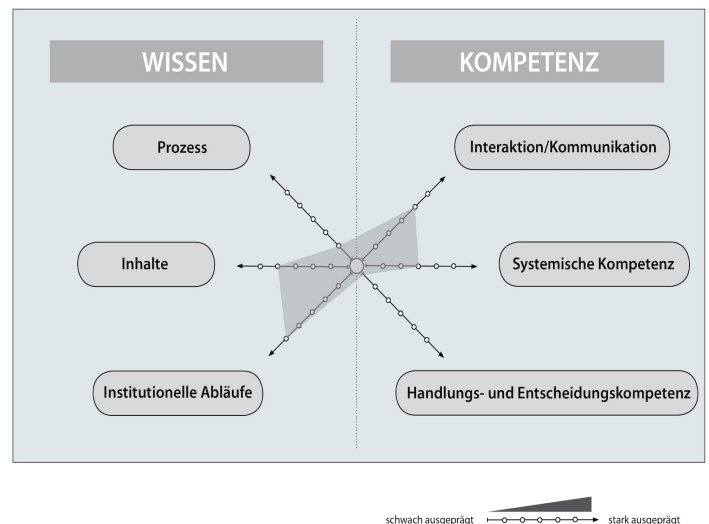 WISSEN
KOMPETENZ
Prozess
Interaktion/Kommunikation
Inhalte
Systemische Kompetenz
Institutionelle Abläufe
Handlungs- und Entscheidungskompetenz
schwach ausgeprägt
stark ausgeprägt